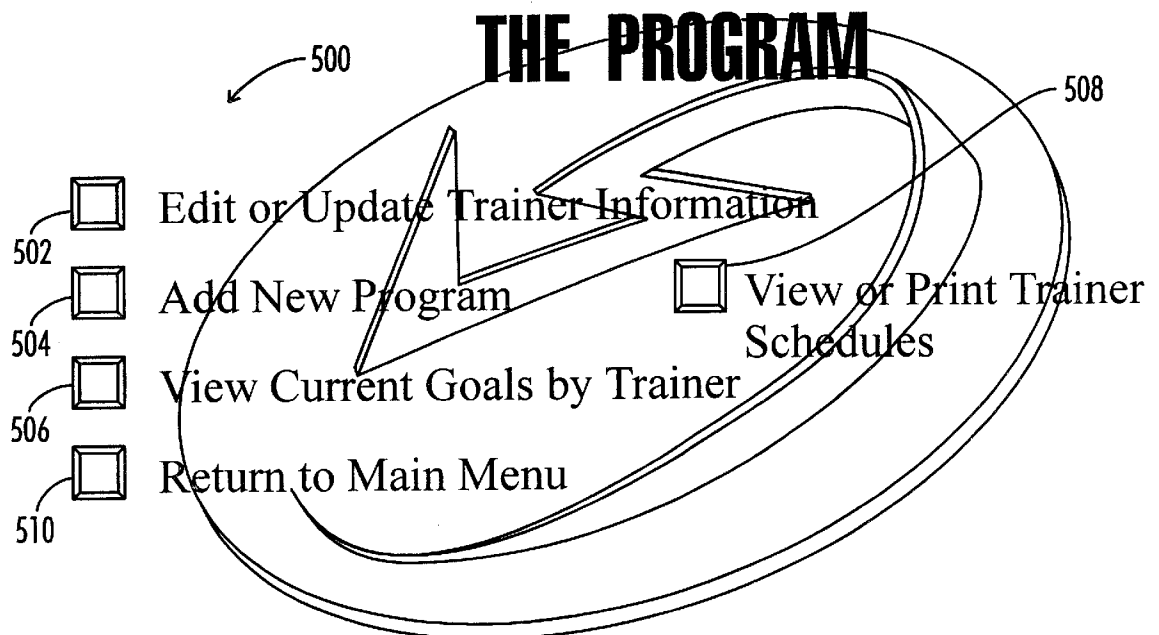 THE PROGRAM
500
508
502
Edit or Update Trainer Information
504
Add New Program
View or Print Trainer
Schedules
506
View Current Goals by Trainer
510
Return to Main Menu